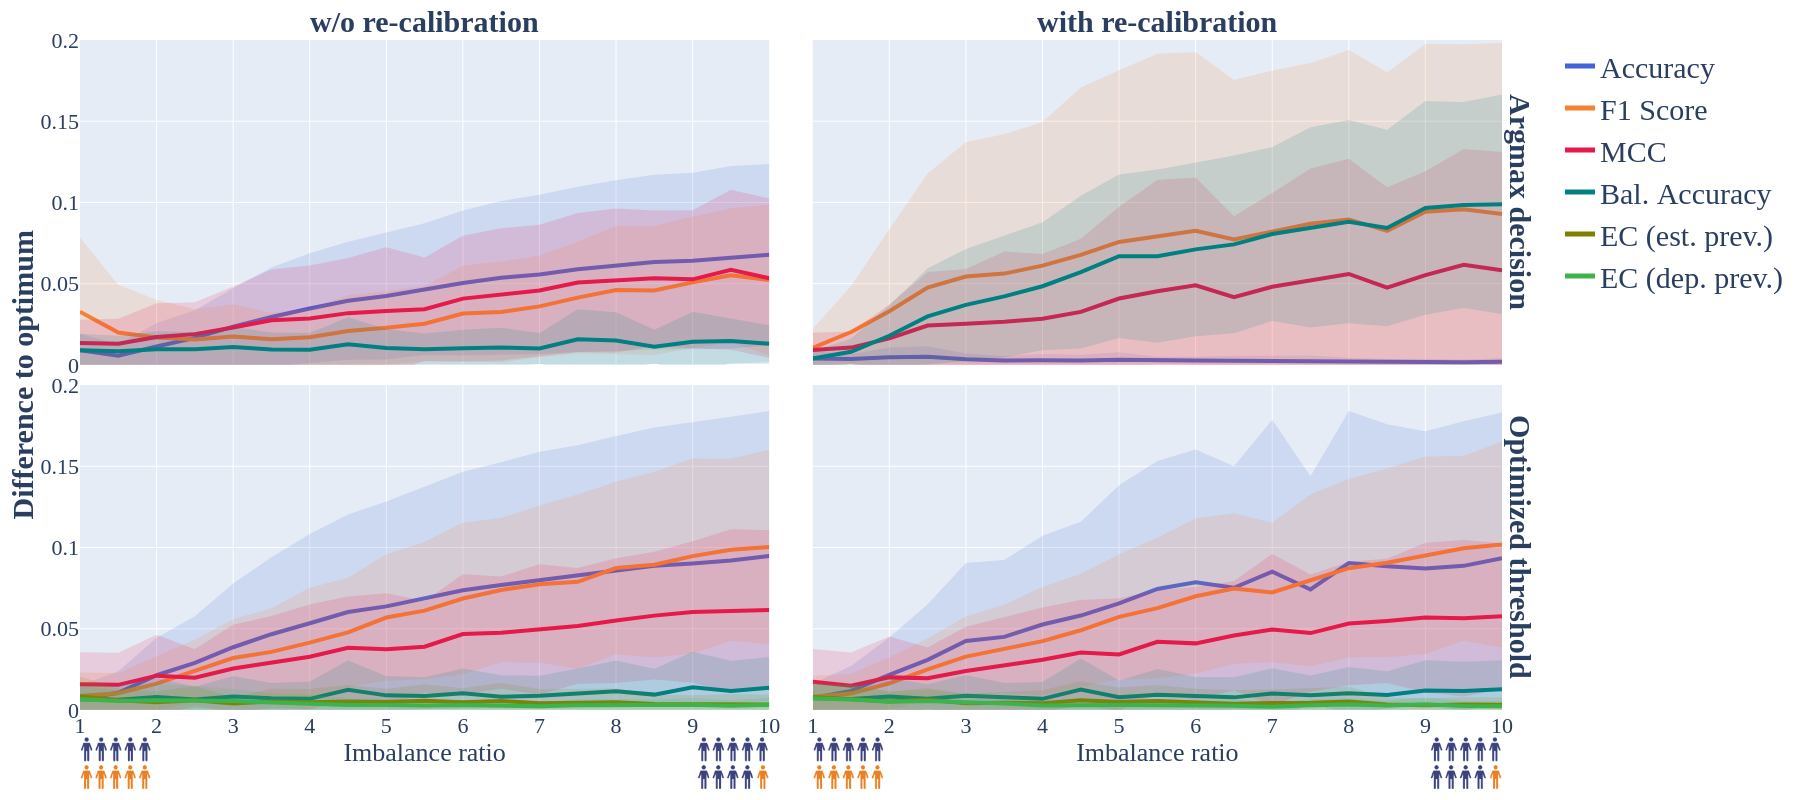 w/o re-calibration
with re-calibration
0.2
0.15
0.1
0.05
0
Argmax decision
Accuracy
F1 Score
MCC
Bal. Accuracy
EC (est. prev.)
EC (dep. prev.)
Difference to optimum
0.2
0.15
0.1
0.05
0
Optimized threshold
1 2 3 4 5 6 7 8 9 10
1 2 3 4 5 6 7 8 9 10
Imbalance ratio
Imbalance ratio